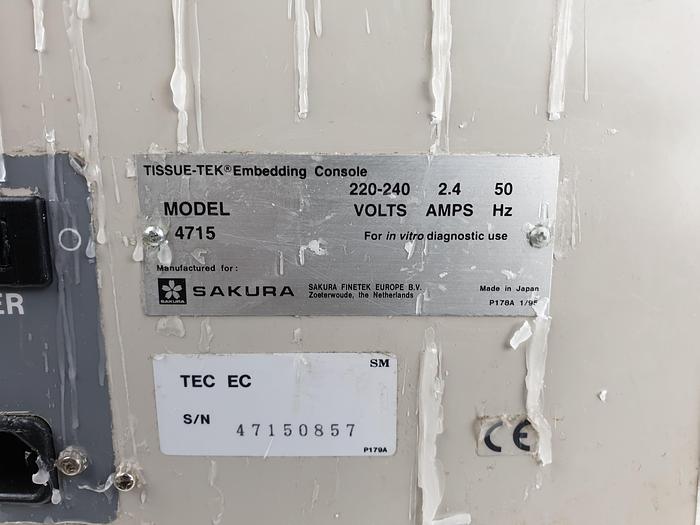 TISSUE-TEK® Embedding Console
220-240 2.4 50
MODEL VOLTS AMPS Hz
4715 For in vitro diagnostic use
Manufactured for:
SAKURA SAKURA
SAKURA FINETEK EUROPE B.V.
Zoeterwoude, the Netherlands
Made in Japan
P178A 1/95
ER
SM
TEC EC
S/N 47150857
P179A
CE